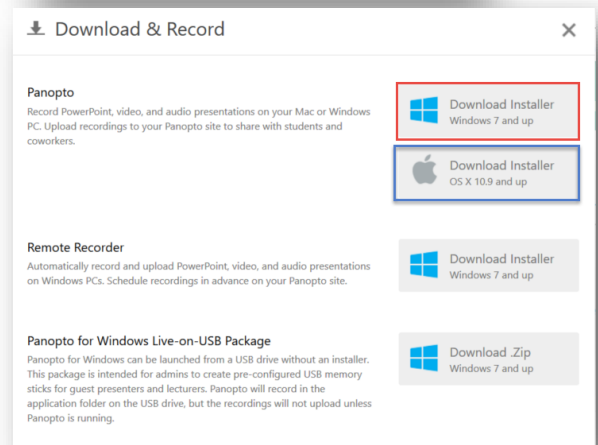 Download & Record
Panopto
Record PowerPoint, video, and audio presentations on your Mac or Windows
PC. Upload recordings to your Panopto site to share with students and
coworkers.
Download Installer
Windows 7 and up
Download Installer
OS X 10.9 and up
Remote Recorder
Automatically record and upload PowerPoint, video, and audio presentations
on Windows PCs. Schedule recordings in advance on your Panopto site.
Download Installer
Windows 7 and up
Panopto for Windows Live-on-USB Package
Panopto for Windows can be launched from a USB drive without an installer.
This package is intended for admins to create pre-configured USB memory
sticks for guest presenters and lecturers. Panopto will record in the
application folder on the USB drive, but the recordings will not upload unless
Panopto is running.
Download .Zip
Windows 7 and up